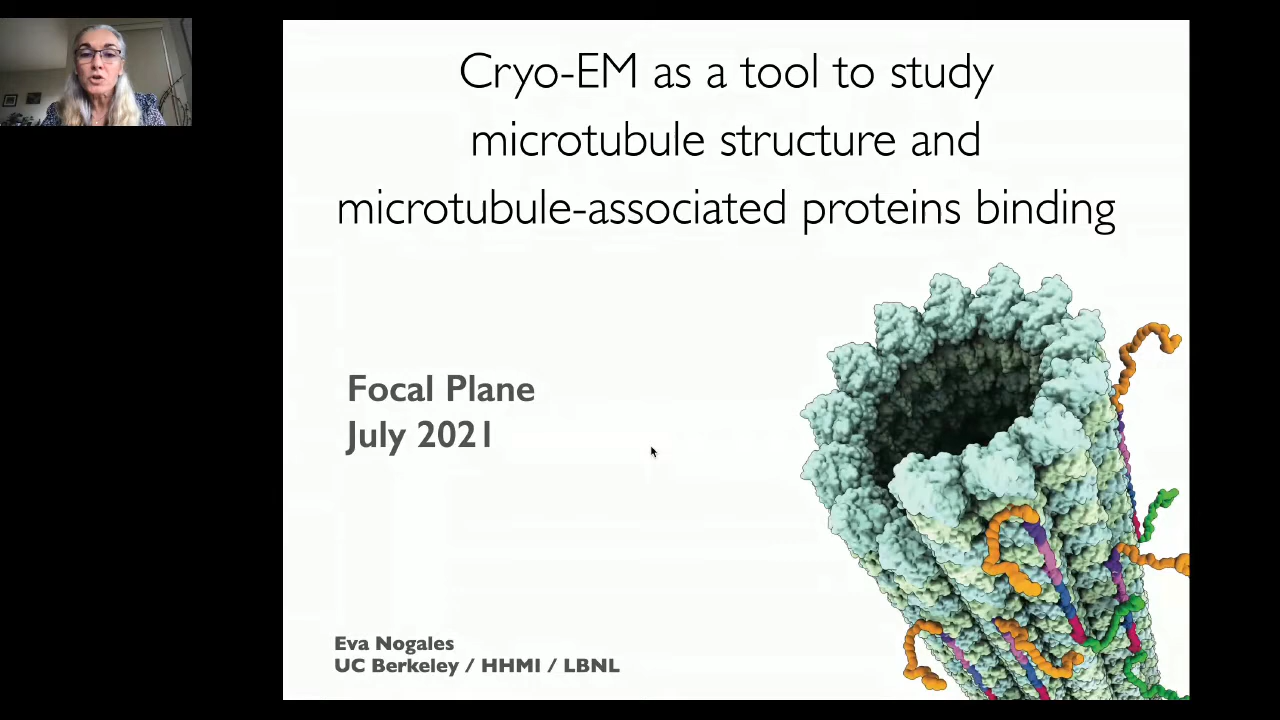 Cryo-EM as a tool to study
microtubule structure and
microtubule-associated proteins binding
Focal Plane
July 2021
Eva Nogales
UC Berkeley / HHMI / LBNL